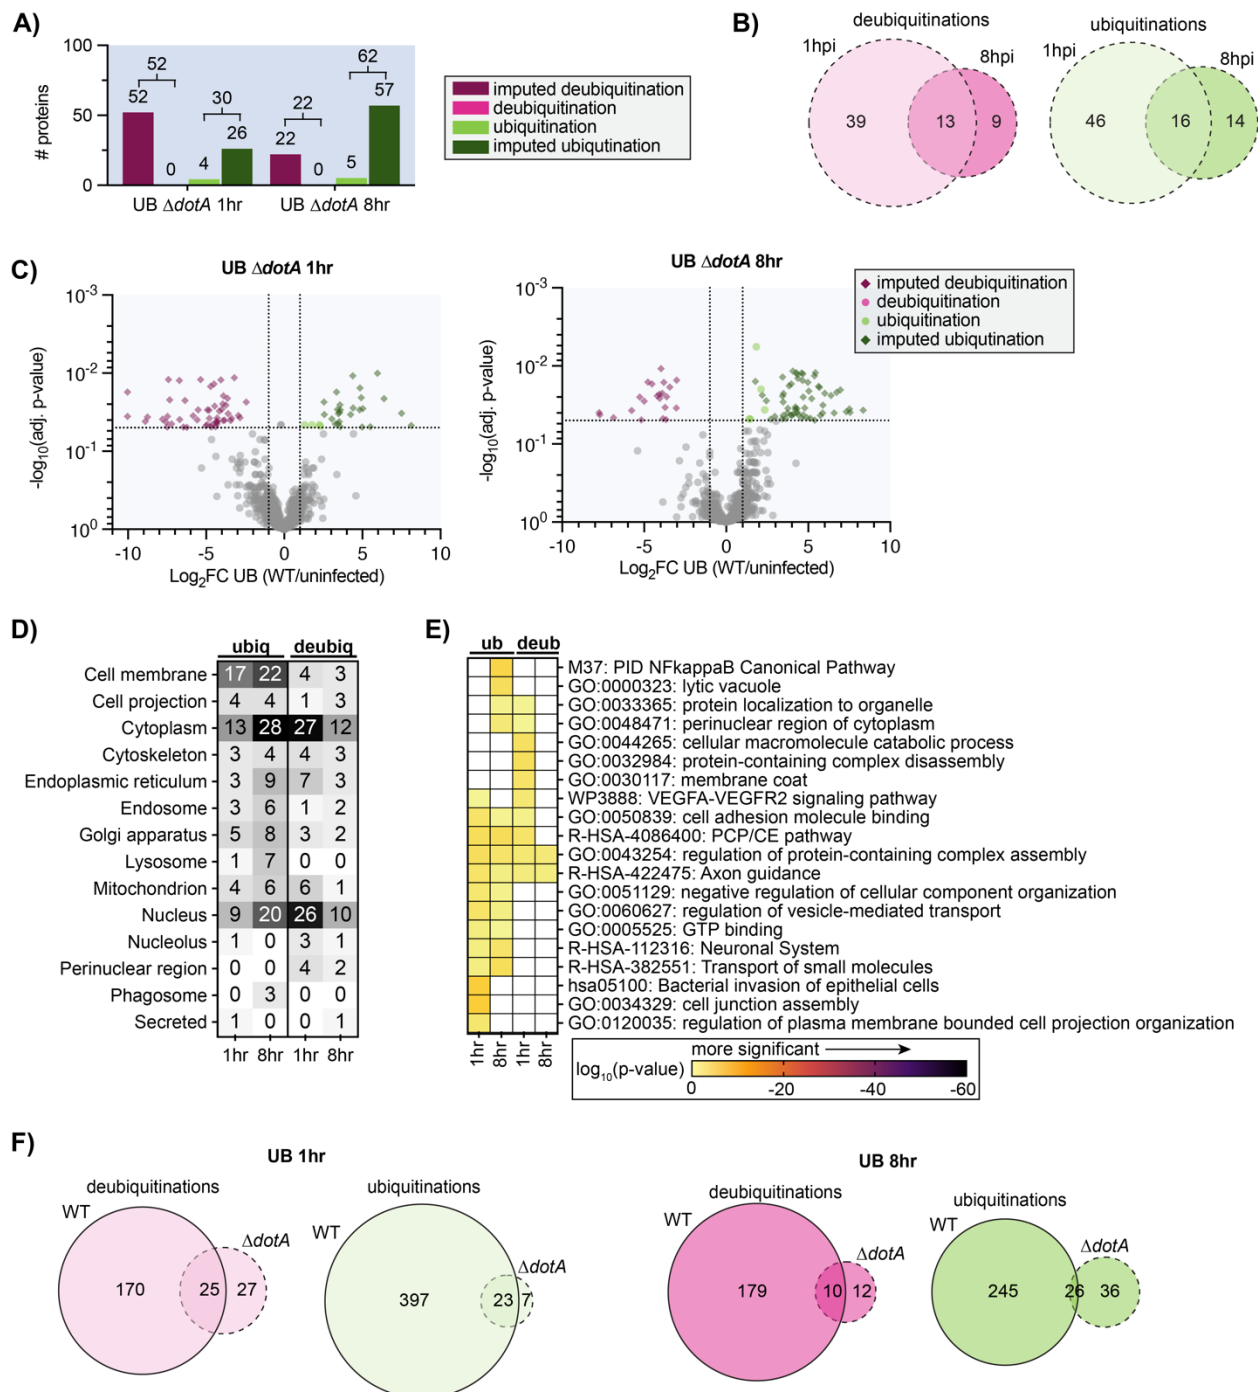 A)
# proteins
100
50
0
52
52
0
30
4
26
22
22
0
62
5
57
UB ΔdotA 1hr
UB ΔdotA 8hr
imputed deubiquitination
deubiquitination
ubiquitination
imputed ubiqutination
B)
deubiquitinations
1hpi
8hpi
39
13
9
ubiquitinations
1hpi
8hpi
46
16
14
C)
UB ΔdotA 1hr
-log10(adj. p-value)
10-3
10-2
10-1
100
-10
-5
0
5
10
Log2FC UB (WT/uninfected)
UB ΔdotA 8hr
-log10(adj. p-value)
10-3
10-2
10-1
100
-10
-5
0
5
10
Log2FC UB (WT/uninfected)
imputed deubiquitination
deubiquitination
ubiquitination
imputed ubiqutination
D)
ubiq deubiq
Cell membrane 17 22 4 3
Cell projection 4 4 1 3
Cytoplasm 13 28 27 12
Cytoskeleton 3 4 4 3
Endoplasmic reticulum 3 9 7 3
Endosome 3 6 1 2
Golgi apparatus 5 8 3 2
Lysosome 1 7 0 0
Mitochondrion 4 6 6 1
Nucleus 9 20 26 10
Nucleolus 1 0 3 1
Perinuclear region 0 0 4 2
Phagosome 0 3 0 0
Secreted 1 0 0 1
1hr 8hr 1hr 8hr
E)
ub deub
M37: PID NFkappaB Canonical Pathway
GO:0000323: lytic vacuole
GO:0033365: protein localization to organelle
GO:0048471: perinuclear region of cytoplasm
GO:0044265: cellular macromolecule catabolic process
GO:0032984: protein-containing complex disassembly
GO:0030117: membrane coat
WP3888: VEGFA-VEGFR2 signaling pathway
GO:0050839: cell adhesion molecule binding
R-HSA-4086400: PCP/CE pathway
GO:0043254: regulation of protein-containing complex assembly
R-HSA-422475: Axon guidance
GO:0051129: negative regulation of cellular component organization
GO:0060627: regulation of vesicle-mediated transport
GO:0005525: GTP binding
R-HSA-112316: Neuronal System
R-HSA-382551: Transport of small molecules
hsa05100: Bacterial invasion of epithelial cells
GO:0034329: cell junction assembly
GO:0120035: regulation of plasma membrane bounded cell projection organization
1hr 8hr 1hr 8hr
more significant
log10(p-value)
0 -20 -40 -60
F)
UB 1hr
deubiquitinations
WT
ΔdotA
170 25 27
ubiquitinations
WT
ΔdotA
397 23 7
UB 8hr
deubiquitinations
WT
ΔdotA
179 10 12
ubiquitinations
WT
ΔdotA
245 26 36